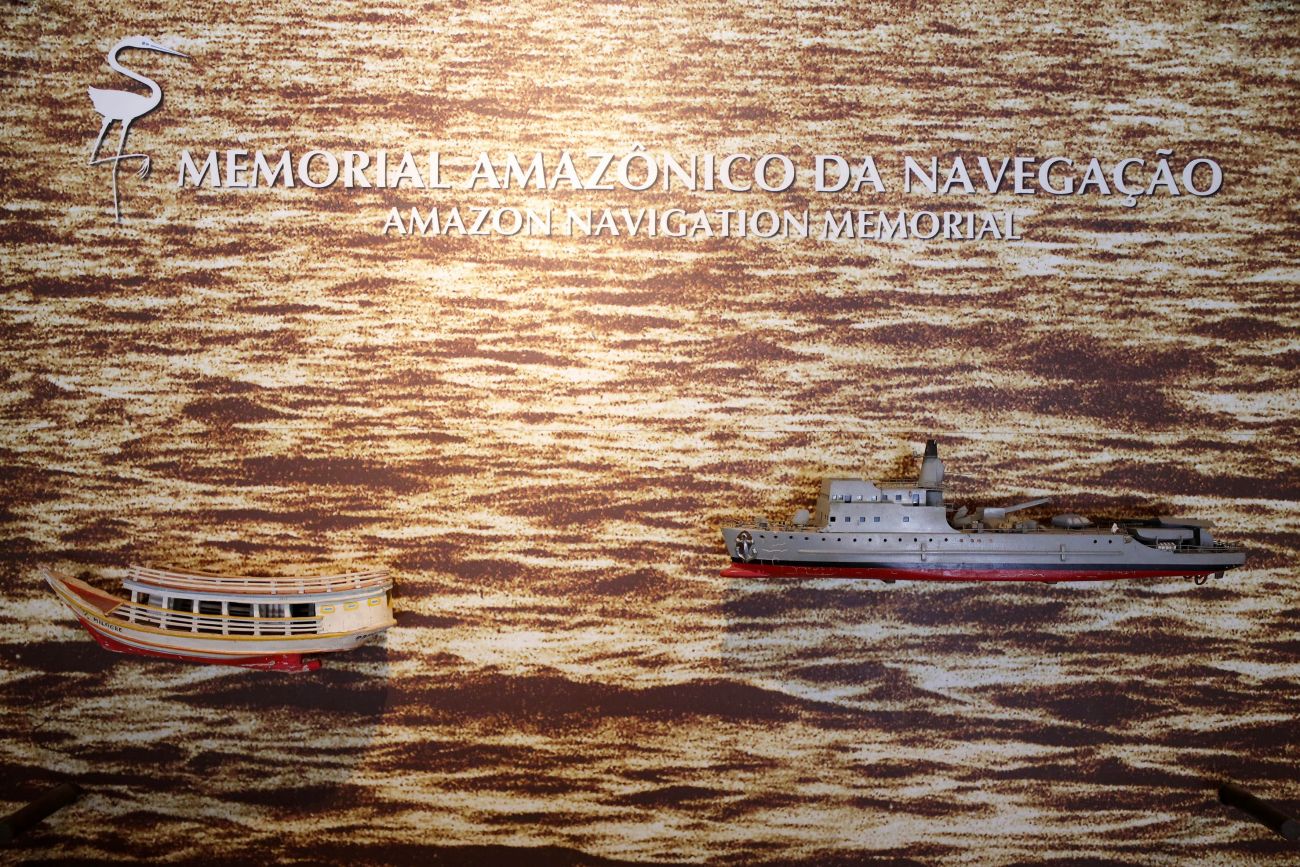 MEMORIAL AMAZÔNICO DA NAVEGAÇÃO
AMAZON NAVIGATION MEMORIAL